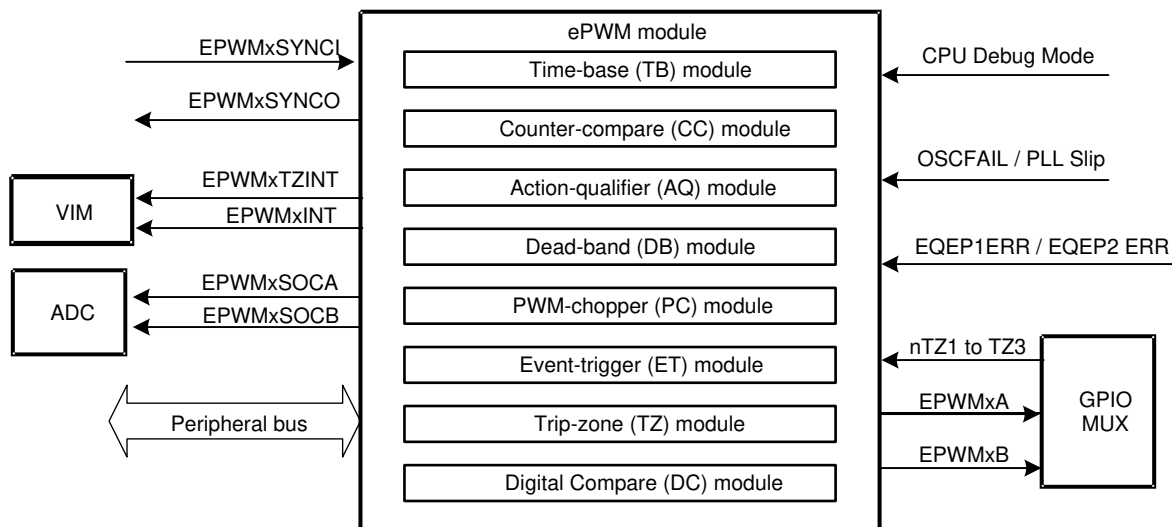 ePWM module
EPWMxSYNCI
Time-base (TB) module
CPU Debug Mode
EPWMxSYNCO
Counter-compare (CC) module
OSCFAIL / PLL Slip
EPWMxTZINT
Action-qualifier (AQ) module
VIM
EPWMxINT
Dead-band (DB) module
EQEP1ERR / EQEP2 ERR
EPWMxSOCA
ADC
PWM-chopper (PC) module
EPWMxSOCB
nTZ1 to TZ3
Event-trigger (ET) module
EPWMxA
GPIO
MUX
Peripheral bus
Trip-zone (TZ) module
EPWMxB
Digital Compare (DC) module